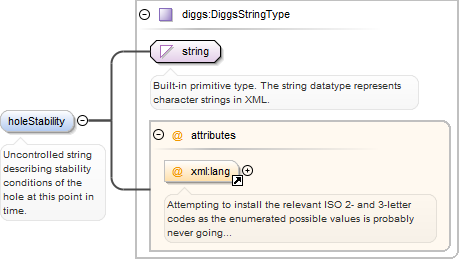 diggs:DiggsStringType
string
Built-in primitive type. The string datatype represents
character strings in XML.
holeStability
Uncontrolled string
describing stability
conditions of the
hole at this point in
time.
@ attributes
@ xml:lang
Attempting to install the relevant ISO 2- and 3-letter
codes as the enumerated possible values is probably
never going...